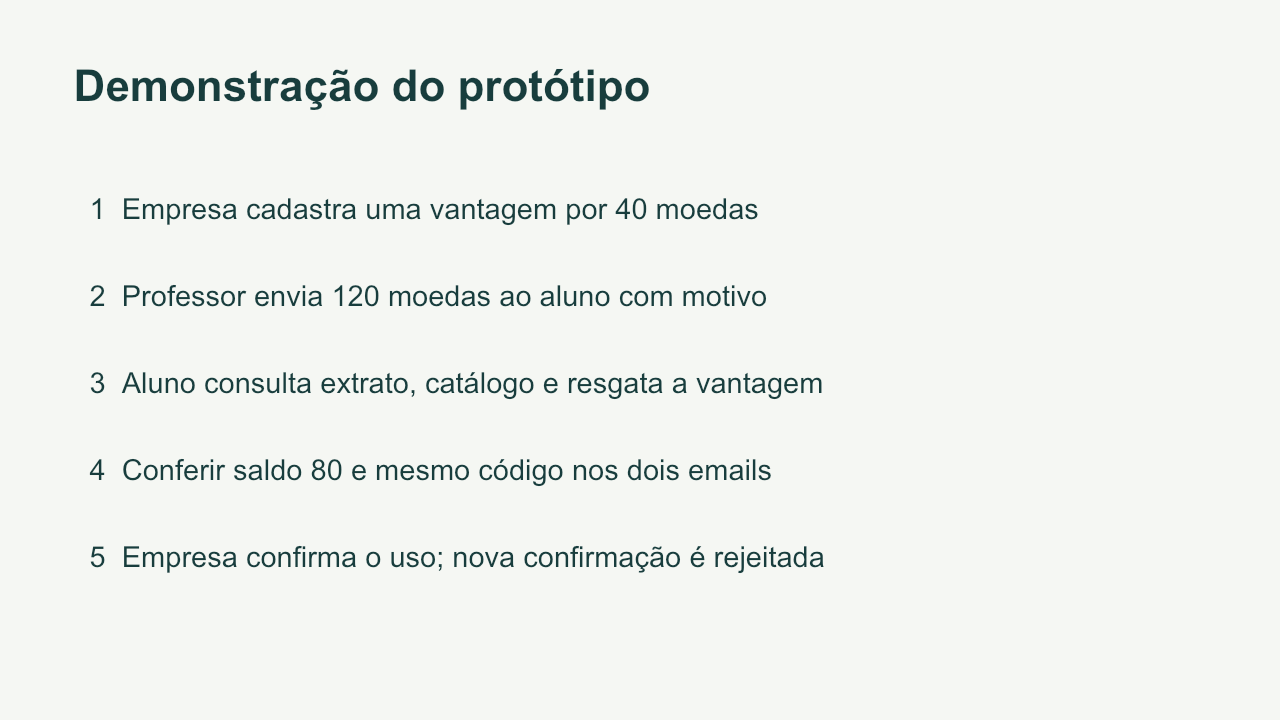 Demonstração do protótipo
1 Empresa cadastra uma vantagem por 40 moedas
2 Professor envia 120 moedas ao aluno com motivo
3 Aluno consulta extrato, catálogo e resgata a vantagem
4 Conferir saldo 80 e mesmo código nos dois emails
5 Empresa confirma o uso; nova confirmação é rejeitada